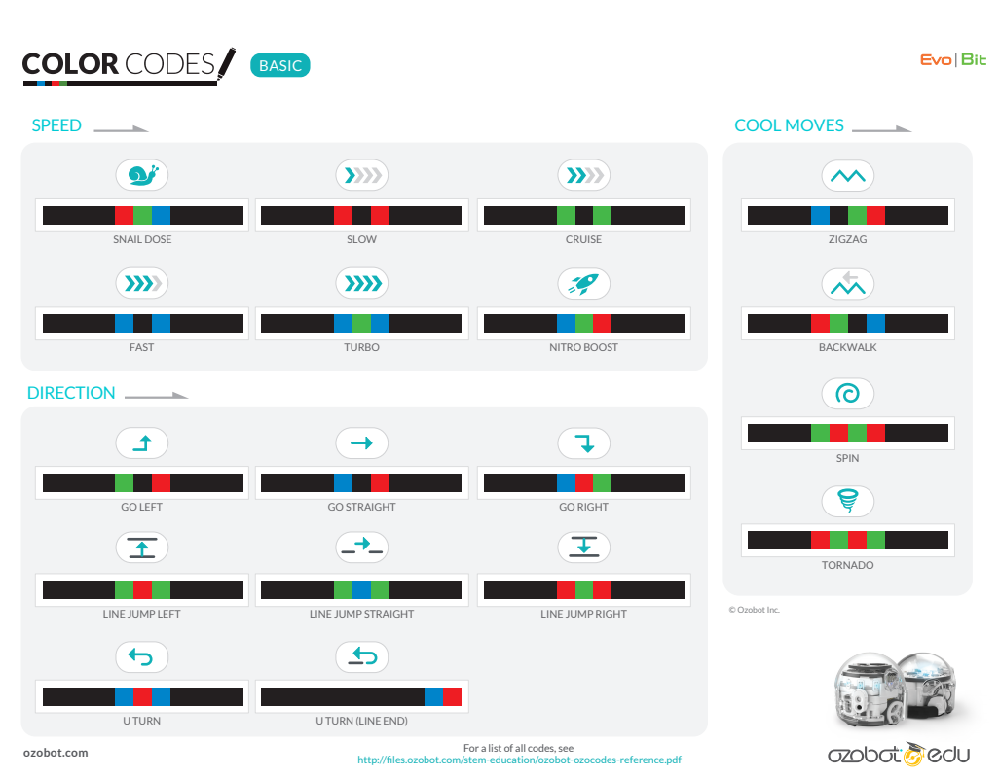 COLOR CODES
BASIC
Evo | Bit
SPEED
SNAIL DOSE
SLOW
CRUISE
FAST
TURBO
NITRO BOOST
DIRECTION
GO LEFT
GO STRAIGHT
GO RIGHT
LINE JUMP LEFT
LINE JUMP STRAIGHT
LINE JUMP RIGHT
U TURN
U TURN (LINE END)
COOL MOVES
ZIGZAG
BACKWALK
SPIN
TORNADO
© Ozobot Inc.
ozobot.com
For a list of all codes, see
http://files.ozobot.com/stem-education/ozobot-ozocodes-reference.pdf
ozobot edu